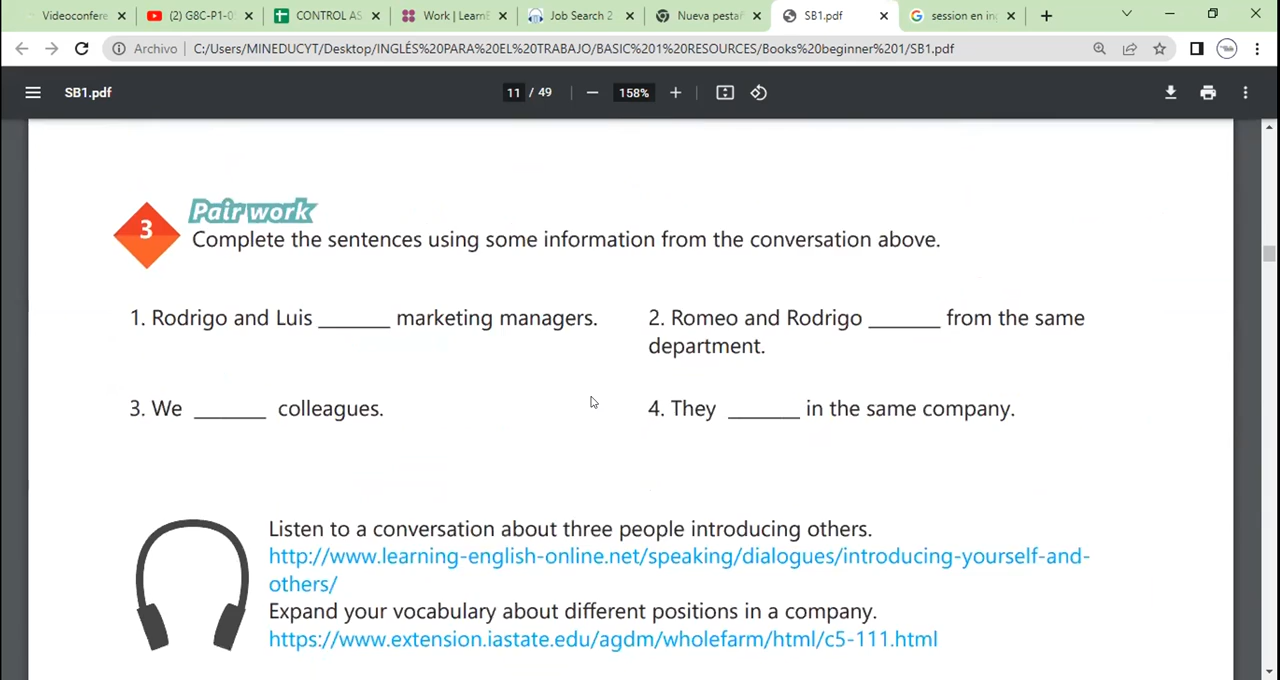 Videoconfere
(2) G8C-P1-0
CONTROL AS
Work | Learn
Job Search 2
Nueva pesta
SB1.pdf
session en in
Archivo
C:/Users/MINEDUCYT/Desktop/INGLÉS%20PARA%20EL%20TRABAJO/BASIC%201%20RESOURCES/Books%20beginner%201/SB1.pdf
SB1.pdf
11 / 49
158%
3
Pair work
Complete the sentences using some information from the conversation above.
1. Rodrigo and Luis _______ marketing managers.
2. Romeo and Rodrigo _______ from the same
department.
3. We _______ colleagues.
4. They _______ in the same company.
Listen to a conversation about three people introducing others.
http://www.learning-english-online.net/speaking/dialogues/introducing-yourself-and-
others/
Expand your vocabulary about different positions in a company.
https://www.extension.iastate.edu/agdm/wholefarm/html/c5-111.html